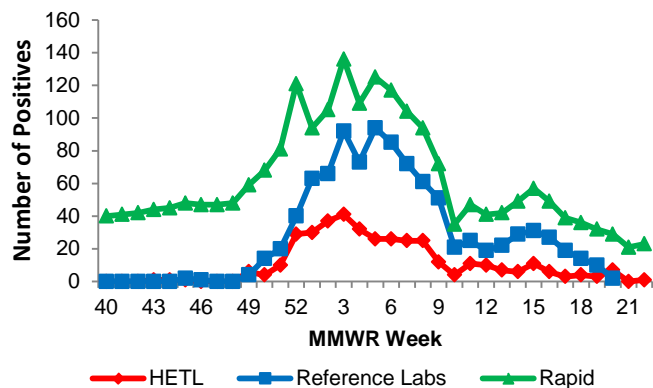 160
140
120
100
80
60
40
20
0
Number of Positives
40 43 46 49 52 3 6 9 12 15 18 21
MMWR Week
HETL Reference Labs Rapid